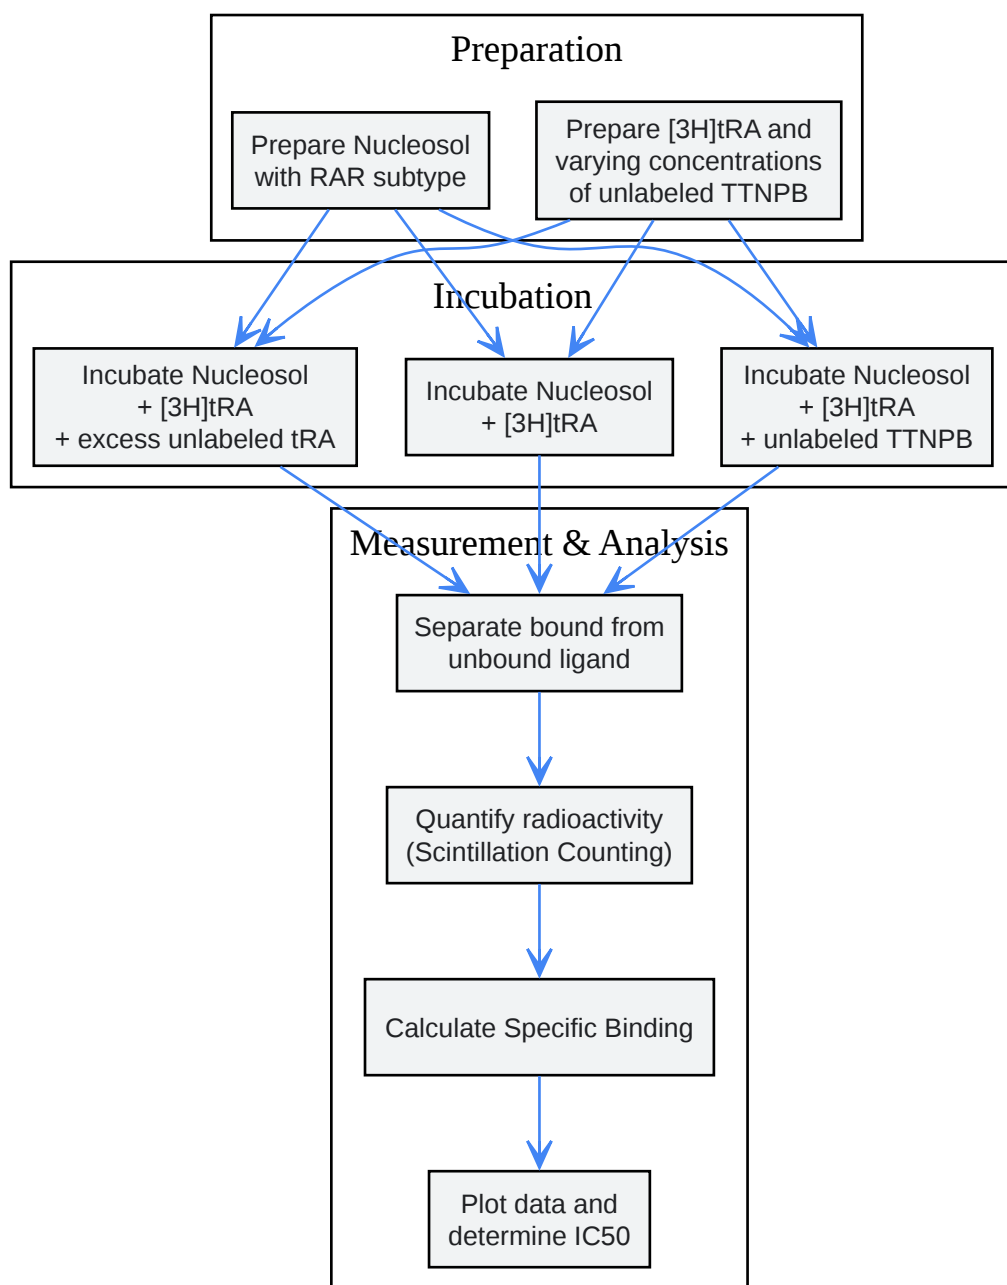 Preparation
Prepare Nucleosol
with RAR subtype
Prepare [3H]tRA and
varying concentrations
of unlabeled TTNPB
Incubation
Incubate Nucleosol
+ [3H]tRA
+ excess unlabeled tRA
Incubate Nucleosol
+ [3H]tRA
Incubate Nucleosol
+ [3H]tRA
+ unlabeled TTNPB
Measurement & Analysis
Separate bound from
unbound ligand
Quantify radioactivity
(Scintillation Counting)
Calculate Specific Binding
Plot data and
determine IC50